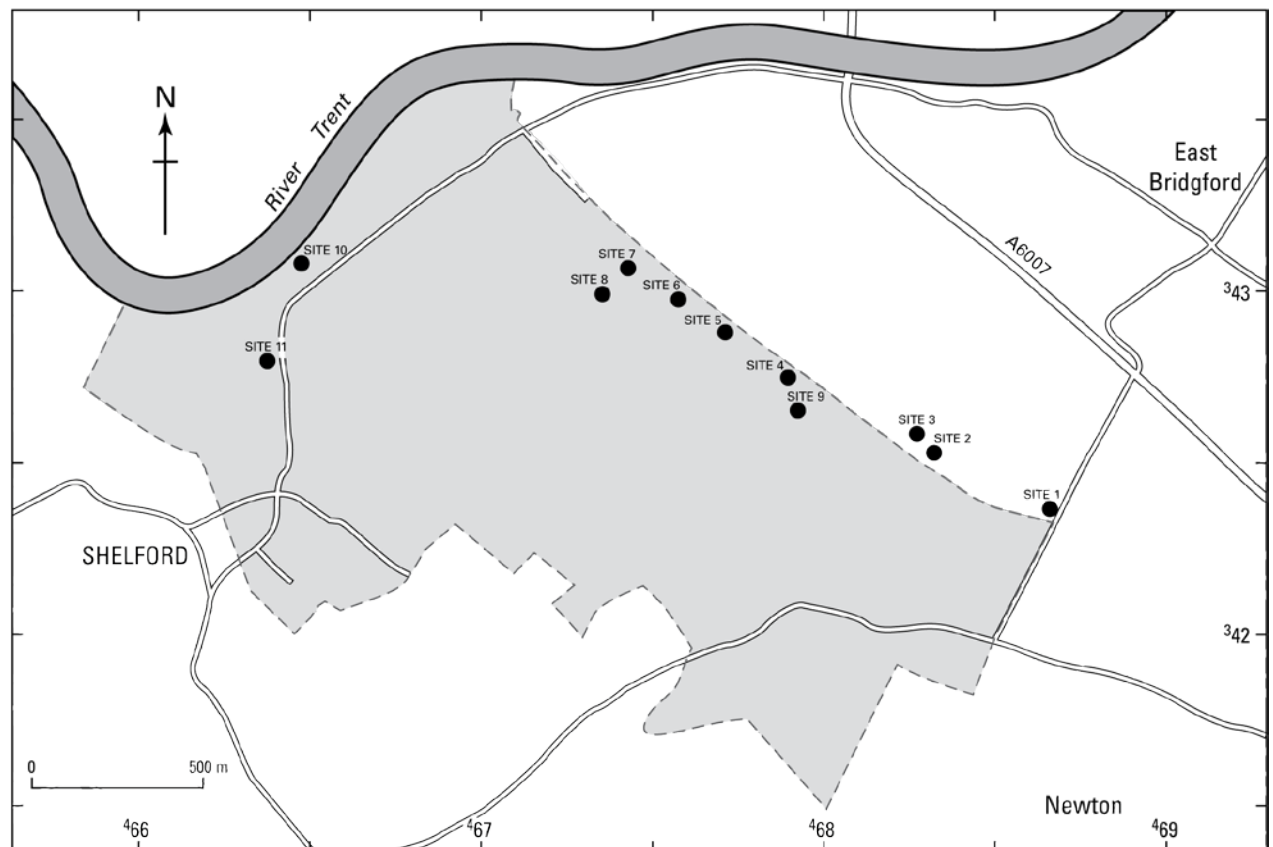 N
River Trent
East
Bridgford
A6007
SITE 10
SITE 7
SITE 8
SITE 6
³43
SITE 5
SITE 11
SITE 4
SITE 9
SITE 3
SITE 2
SITE 1
SHELFORD
³42
0 500 m
Newton
⁴66 ⁴67 ⁴68 ⁴69